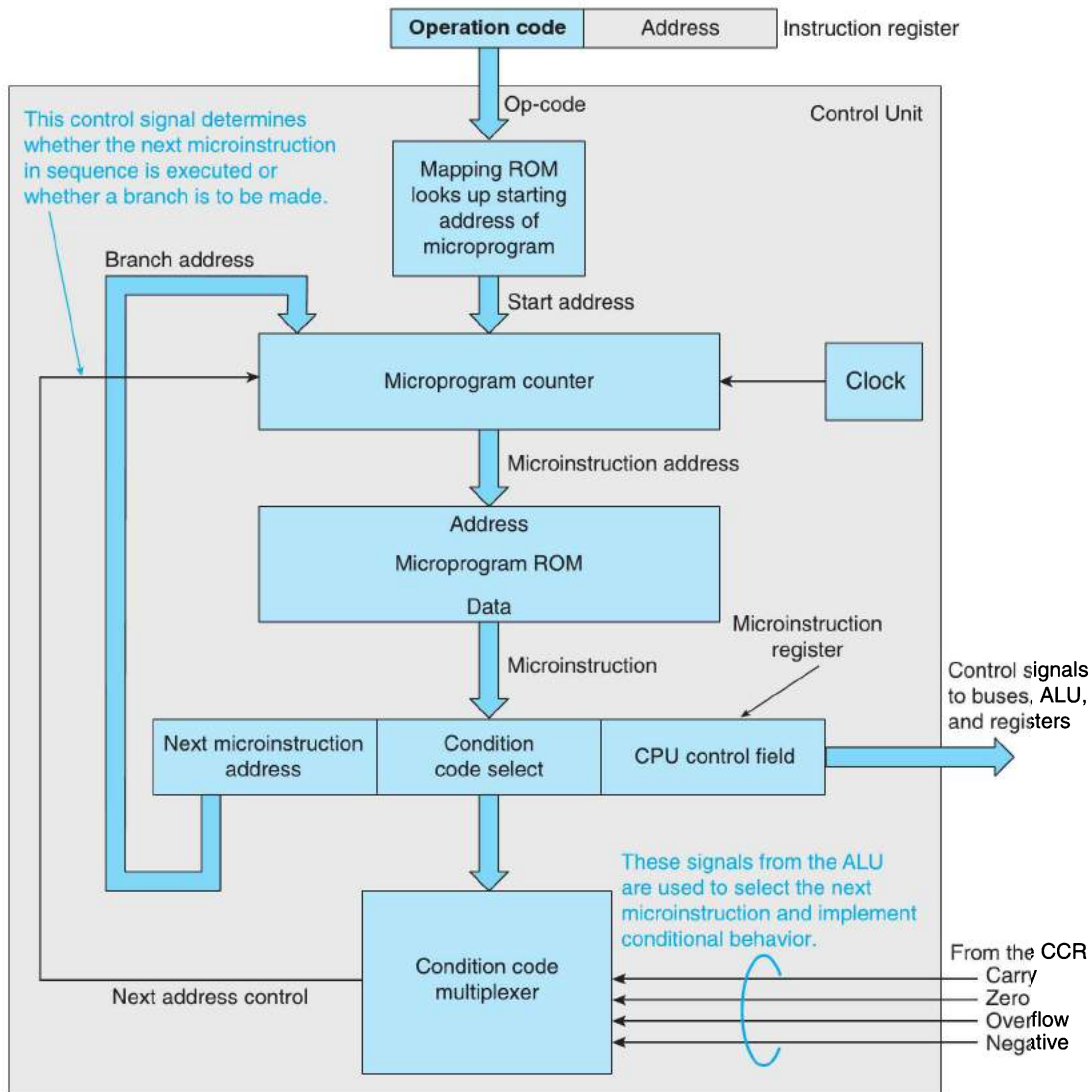 Operation code
Address
Instruction register
Op-code
Control Unit
This control signal determines
whether the next microinstruction
in sequence is executed or
whether a branch is to be made.
Mapping ROM
looks up starting
address of
microprogram
Branch address
Start address
Microprogram counter
Clock
Microinstruction address
Address
Microprogram ROM
Data
Microinstruction
register
Microinstruction
Control signals
to buses, ALU,
and registers
Next microinstruction
address
Condition
code select
CPU control field
These signals from the ALU
are used to select the next
microinstruction and implement
conditional behavior.
Condition code
multiplexer
Next address control
From the CCR
Carry
Zero
Overflow
Negative